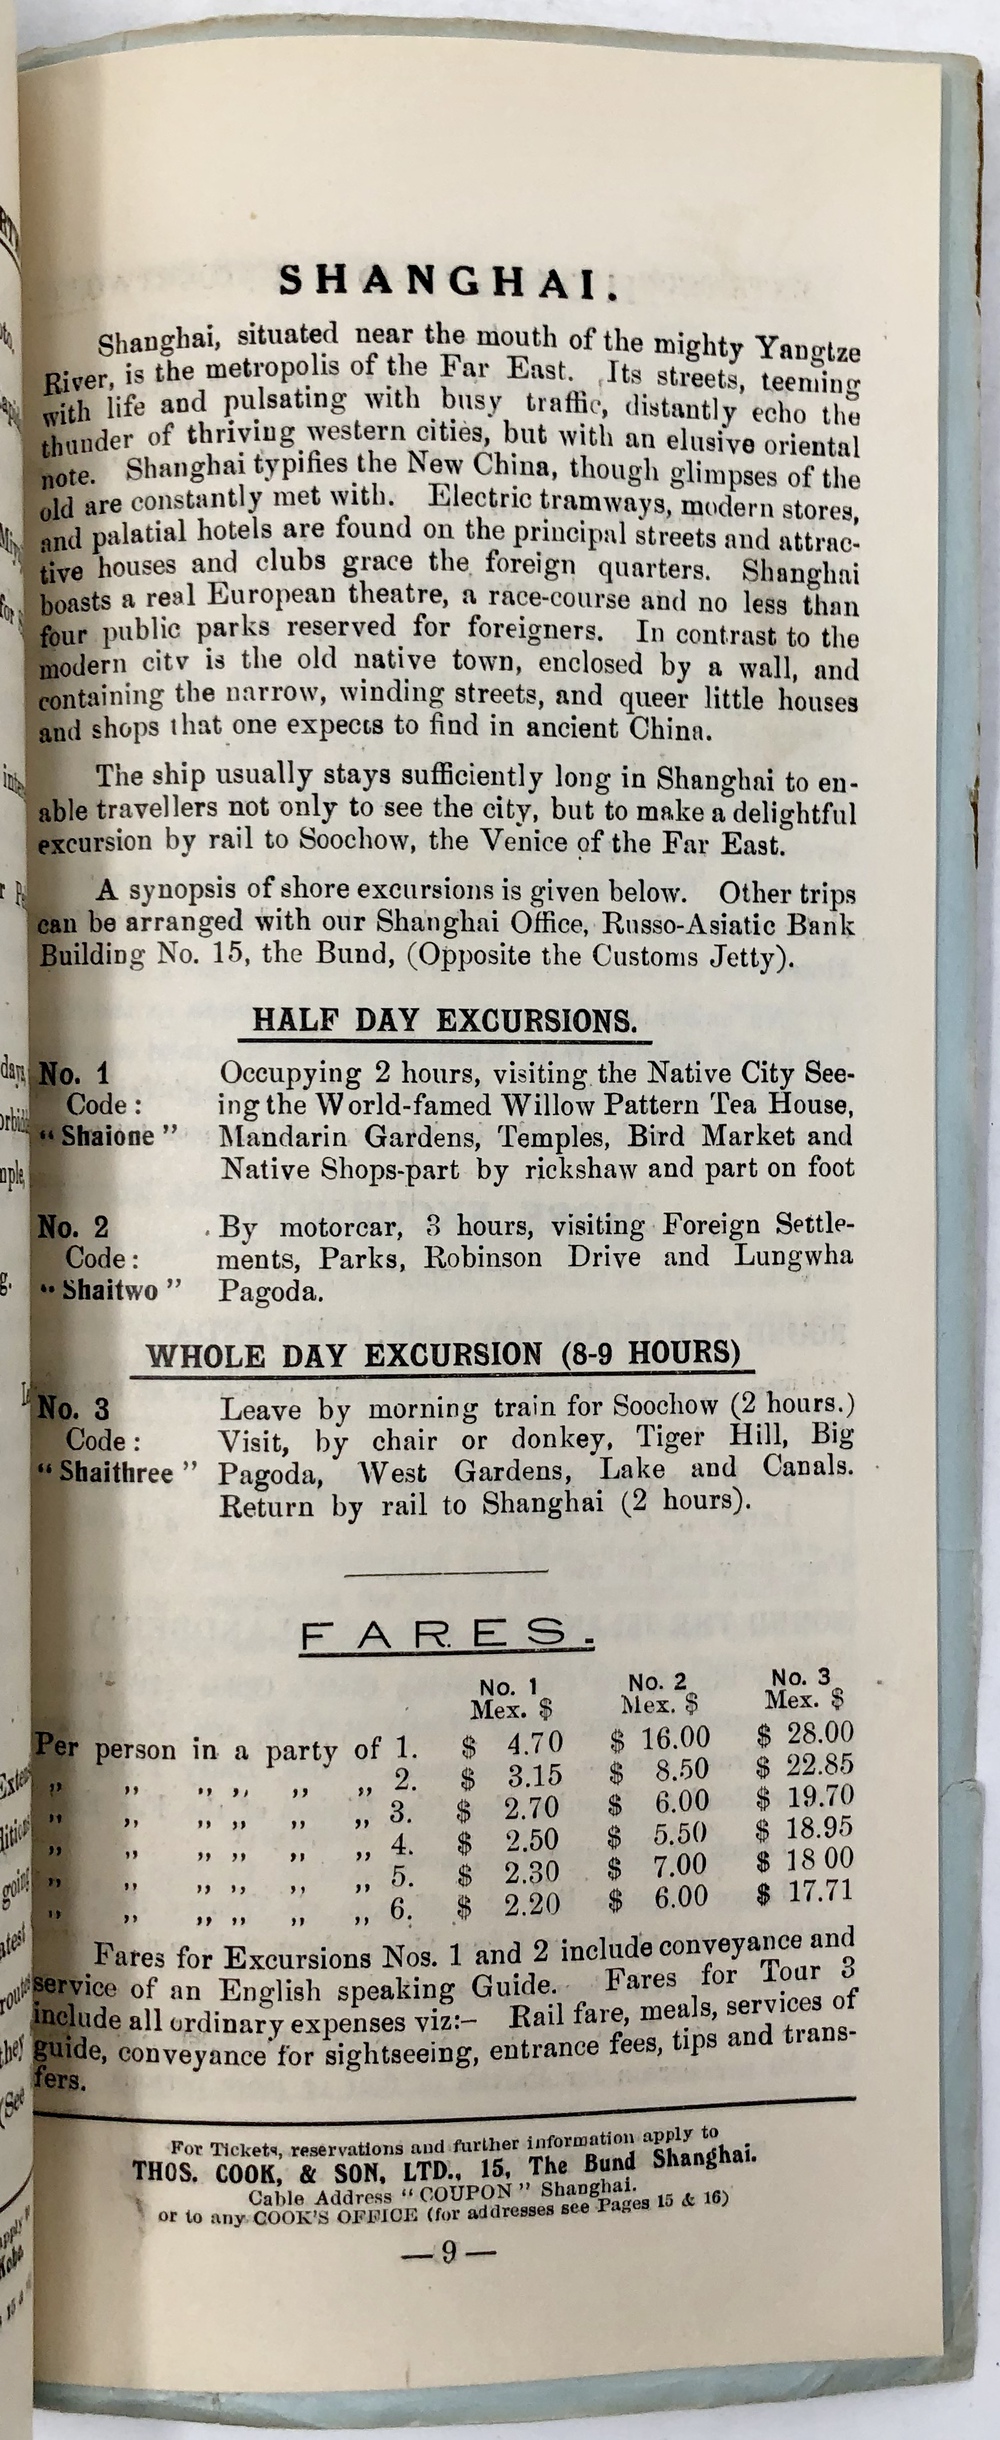 SHANGHAI.
Shanghai, situated near the mouth of the mighty Yangtze
River, is the metropolis of the Far East. Its streets, teeming
with life and pulsating with busy traffic, distantly echo the
thunder of thriving western cities, but with an elusive oriental
note. Shanghai typifies the New China, though glimpses of the
old are constantly met with. Electric tramways, modern stores,
and palatial hotels are found on the principal streets and attrac-
tive houses and clubs grace the foreign quarters. Shanghai
boasts a real European theatre, a race-course and no less than
four public parks reserved for foreigners. In contrast to the
modern city is the old native town, enclosed by a wall, and
containing the narrow, winding streets, and queer little houses
and shops that one expects to find in ancient China.
The ship usually stays sufficiently long in Shanghai to en-
able travellers not only to see the city, but to make a delightful
excursion by rail to Soochow, the Venice of the Far East.
A synopsis of shore excursions is given below. Other trips
can be arranged with our Shanghai Office, Russo-Asiatic Bank
Building No. 15, the Bund, (Opposite the Customs Jetty).
HALF DAY EXCURSIONS.
No. 1 Occupying 2 hours, visiting the Native City See-
Code: ing the World-famed Willow Pattern Tea House,
"Shaione" Mandarin Gardens, Temples, Bird Market and
Native Shops-part by rickshaw and part on foot
No. 2 By motorcar, 3 hours, visiting Foreign Settle-
Code: ments, Parks, Robinson Drive and Lungwha
"Shaitwo" Pagoda.
WHOLE DAY EXCURSION (8-9 HOURS)
No. 3 Leave by morning train for Soochow (2 hours.)
Code: Visit, by chair or donkey, Tiger Hill, Big
"Shaithree" Pagoda, West Gardens, Lake and Canals.
Return by rail to Shanghai (2 hours).
FARES.
No. 1 No. 2 No. 3
Mex. $ Mex. $ Mex. $
Per person in a party of 1. $ 4.70 $ 16.00 $ 28.00
,, ,, ,, ,, ,, ,, 2. $ 3.15 $ 8.50 $ 22.85
,, ,, ,, ,, ,, ,, 3. $ 2.70 $ 6.00 $ 19.70
,, ,, ,, ,, ,, ,, 4. $ 2.50 $ 5.50 $ 18.95
,, ,, ,, ,, ,, ,, 5. $ 2.30 $ 7.00 $ 18 00
,, ,, ,, ,, ,, ,, 6. $ 2.20 $ 6.00 $ 17.71
Fares for Excursions Nos. 1 and 2 include conveyance and
service of an English speaking Guide. Fares for Tour 3
include all ordinary expenses viz:- Rail fare, meals, services of
guide, conveyance for sightseeing, entrance fees, tips and trans-
fers.
For Tickets, reservations and further information apply to
THOS. COOK, & SON, LTD., 15, The Bund Shanghai.
Cable Address "COUPON" Shanghai.
or to any COOK'S OFFICE (for addresses see Pages 15 & 16)
—9—